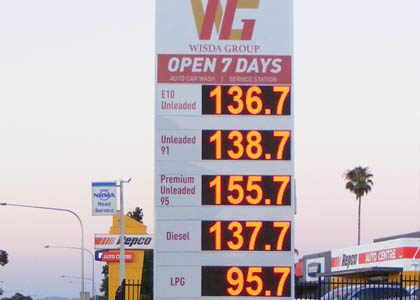 WG
WISDA GROUP
OPEN 7 DAYS
AUTO CAR WASH | SERVICE STATION
E10
Unleaded
136.7
Unleaded
91
138.7
Premium
Unleaded
95
155.7
Diesel
137.7
LPG
95.7
NRMA
Road
Service
Repco
AUTO CENTRE
Repco
AUTO CENTRE